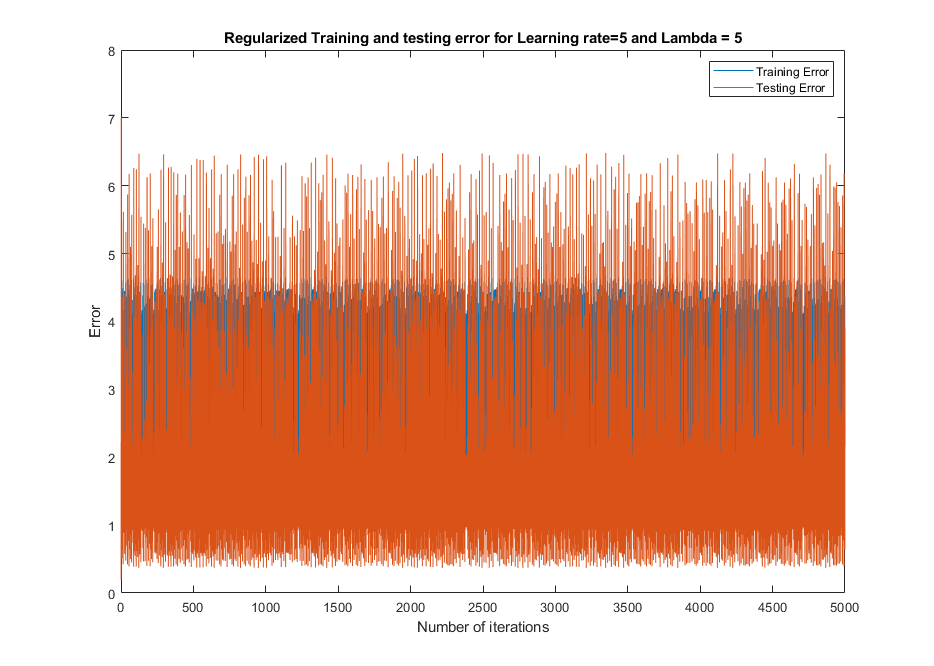 Regularized Training and testing error for Learning rate=5 and Lambda = 5
Training Error
Testing Error
8
7
6
5
4
3
2
1
0
Error
0 500 1000 1500 2000 2500 3000 3500 4000 4500 5000
Number of iterations